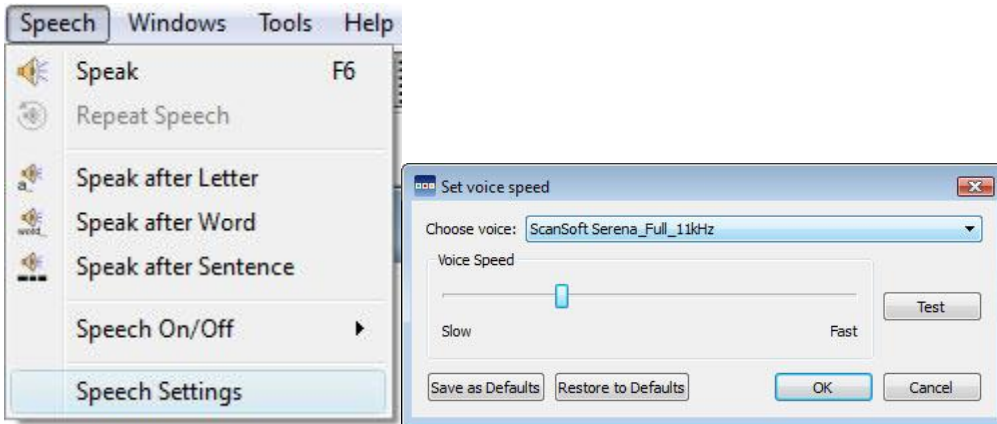 Speech Windows Tools Help
Speak F6
Repeat Speech
Speak after Letter
Speak after Word
Speak after Sentence
Speech On/Off
Speech Settings
Set voice speed
Choose voice: ScanSoft Serena_Full_11kHz
Voice Speed
Test
Slow Fast
Save as Defaults Restore to Defaults OK Cancel